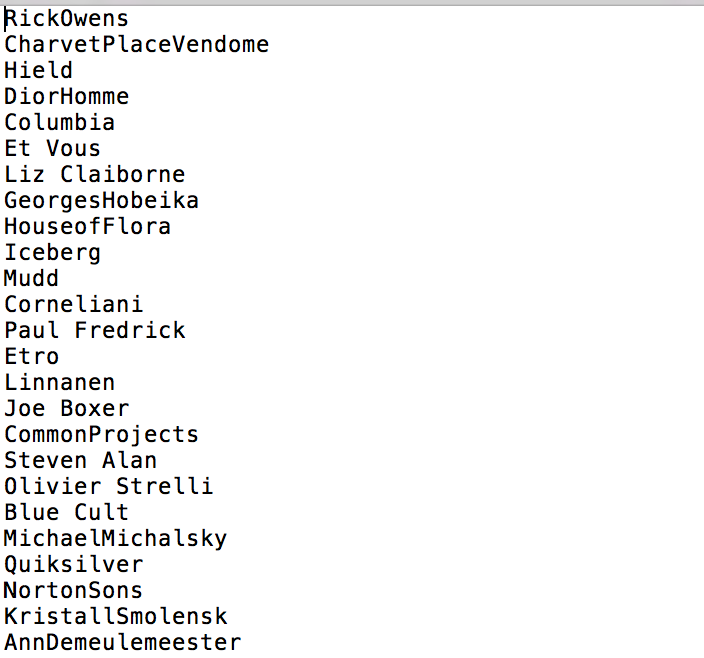 RickOwens
CharvetPlaceVendome
Hield
DiorHomme
Columbia
Et Vous
Liz Claiborne
GeorgesHobeika
HouseofFlora
Iceberg
Mudd
Corneliani
Paul Fredrick
Etro
Linnanen
Joe Boxer
CommonProjects
Steven Alan
Olivier Strelli
Blue Cult
MichaelMichalsky
Quiksilver
NortonSons
KristallSmolensk
AnnDemeulemeester